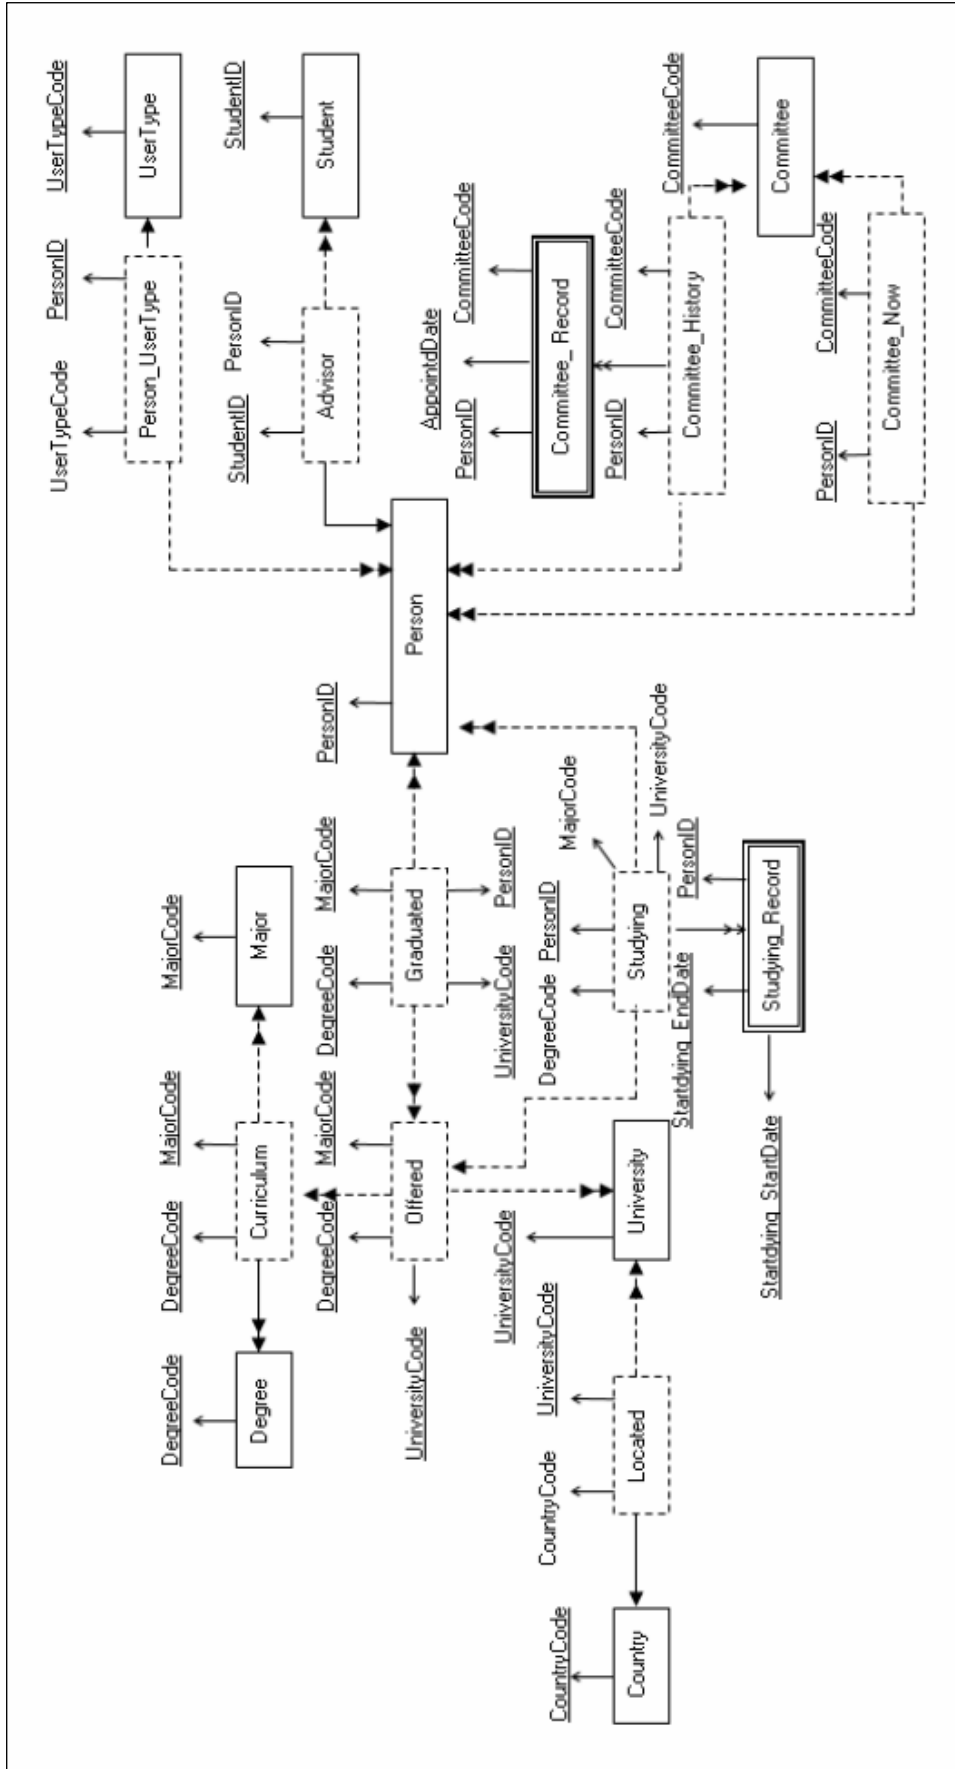 UserTypeCode
UserType
PersonID
Person_UserType
UserTypeCode
StudentID
Student
PersonID
Advisor
StudentID
CommitteeCode
Committee
CommitteeCode
AppointdDate
PersonID
Committee_Record
CommitteeCode
PersonID
Committee_History
CommitteeCode
PersonID
Committee_Now
PersonID
Person
MajorCode
Major
MajorCode
DegreeCode
Curriculum
DegreeCode
Degree
MajorCode
DegreeCode
Graduated
PersonID
UniversityCode
MajorCode
DegreeCode
Offered
UniversityCode
MajorCode
UniversityCode
PersonID
DegreeCode
Studying
PersonID
Startdying_EndDate
Studying_Record
Startdying_StartDate
UniversityCode
University
UniversityCode
CountryCode
Located
CountryCode
Country